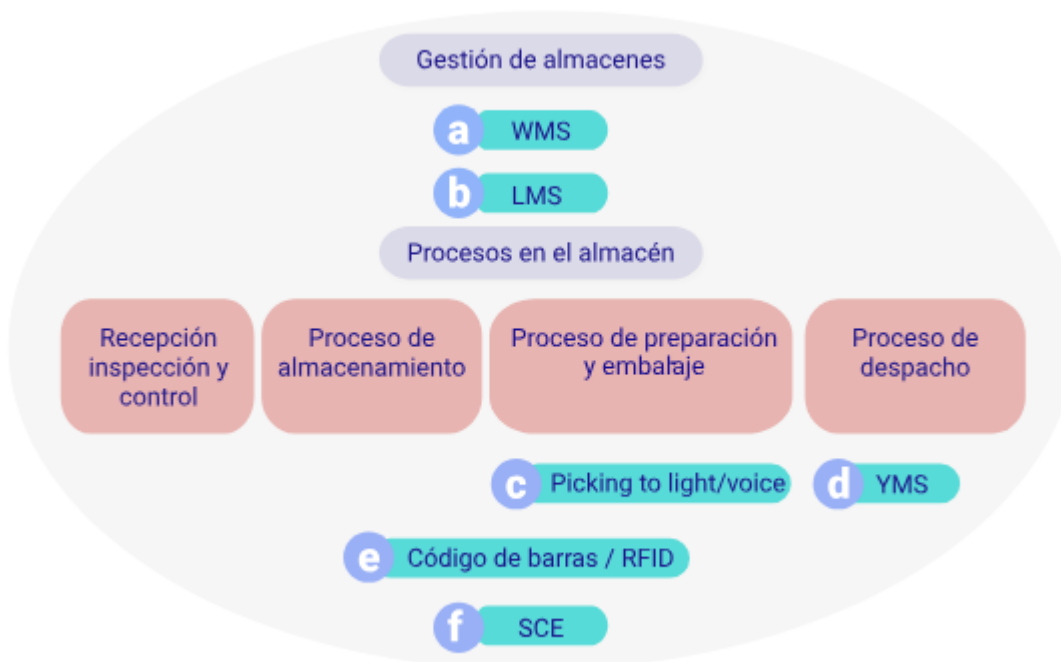 Gestión de almacenes
a WMS
b LMS
Procesos en el almacén
Recepción
inspección y
control
Proceso de
almacenamiento
Proceso de preparación
y embalaje
Proceso de
despacho
c Picking to light/voice
d YMS
e Código de barras / RFID
f SCE